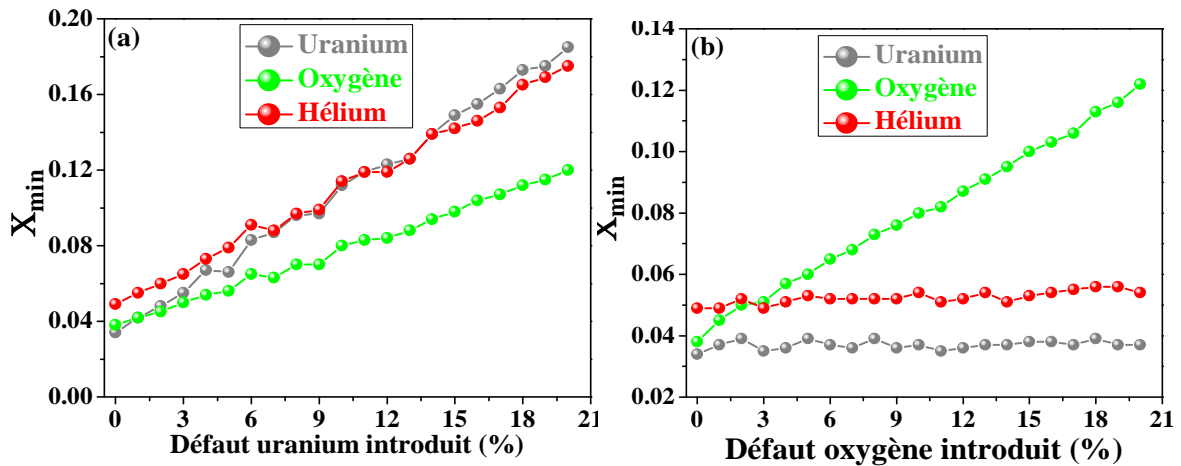 (a)
Uranium
Oxygène
Hélium
0.20
0.16
0.12
0.08
0.04
0.00
X_min
0 3 6 9 12 15 18 21
Défaut uranium introduit (%)
(b)
Uranium
Oxygène
Hélium
0.14
0.12
0.10
0.08
0.06
0.04
0.02
X_min
0 3 6 9 12 15 18 21
Défaut oxygène introduit (%)